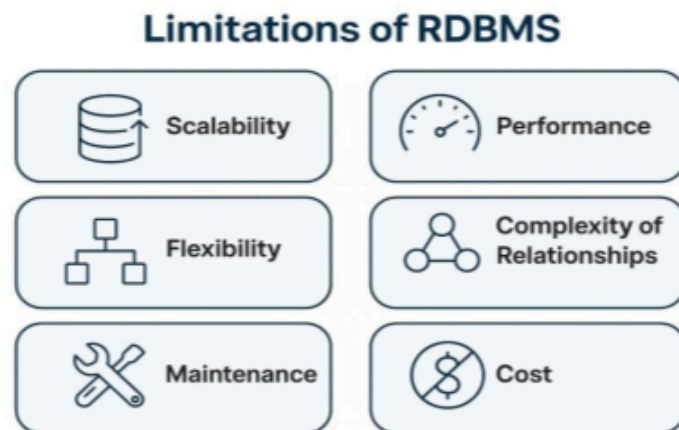 Limitations of RDBMS
Scalability
Performance
Flexibility
Complexity of
Relationships
Maintenance
Cost